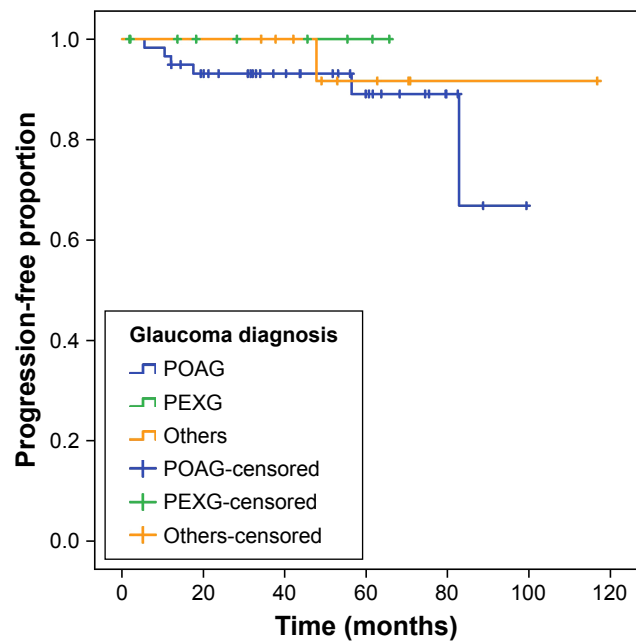 Progression-free proportion
1.0
0.8
0.6
0.4
0.2
0.0
Glaucoma diagnosis
POAG
PEXG
Others
POAG-censored
PEXG-censored
Others-censored
0 20 40 60 80 100 120
Time (months)